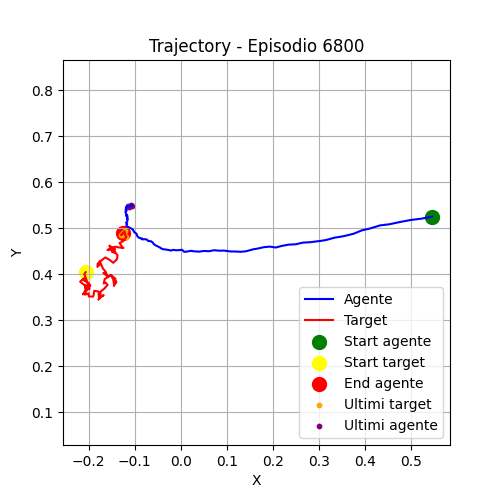 Trajectory - Episodio 6800
Y
0.8
0.7
0.6
0.5
0.4
0.3
0.2
0.1
−0.2 −0.1 0.0 0.1 0.2 0.3 0.4 0.5
X
Agente
Target
Start agente
Start target
End agente
Ultimi target
Ultimi agente